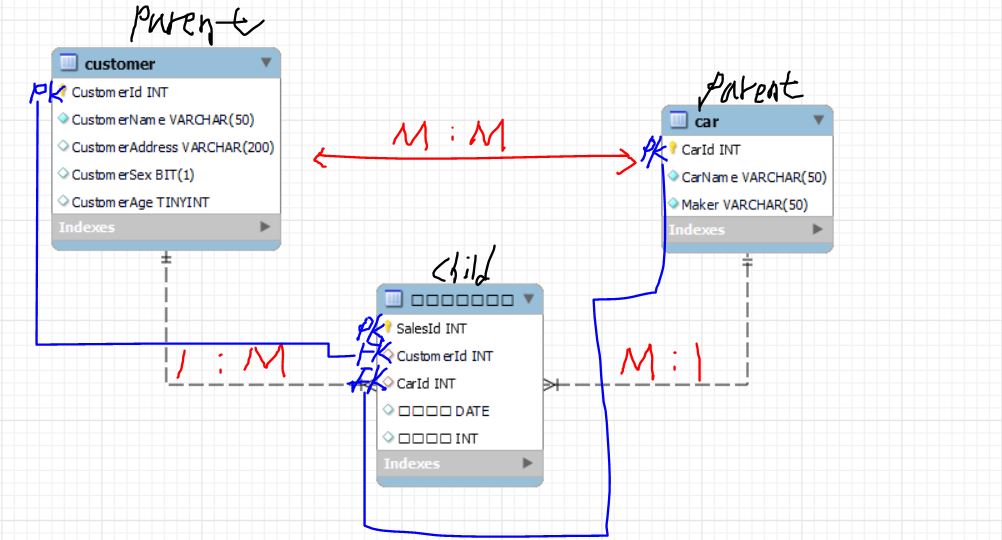 Parent
customer
PK CustomerId INT
CustomerName VARCHAR(50)
CustomerAddress VARCHAR(200)
CustomerSex BIT(1)
CustomerAge TINYINT
Indexes
M : M
Parent
car
PK CarId INT
CarName VARCHAR(50)
Maker VARCHAR(50)
Indexes
child
□□□□□□□
PK SalesId INT
FK CustomerId INT
FK CarId INT
□□□□ DATE
□□□□ INT
Indexes
1 : M
M : 1